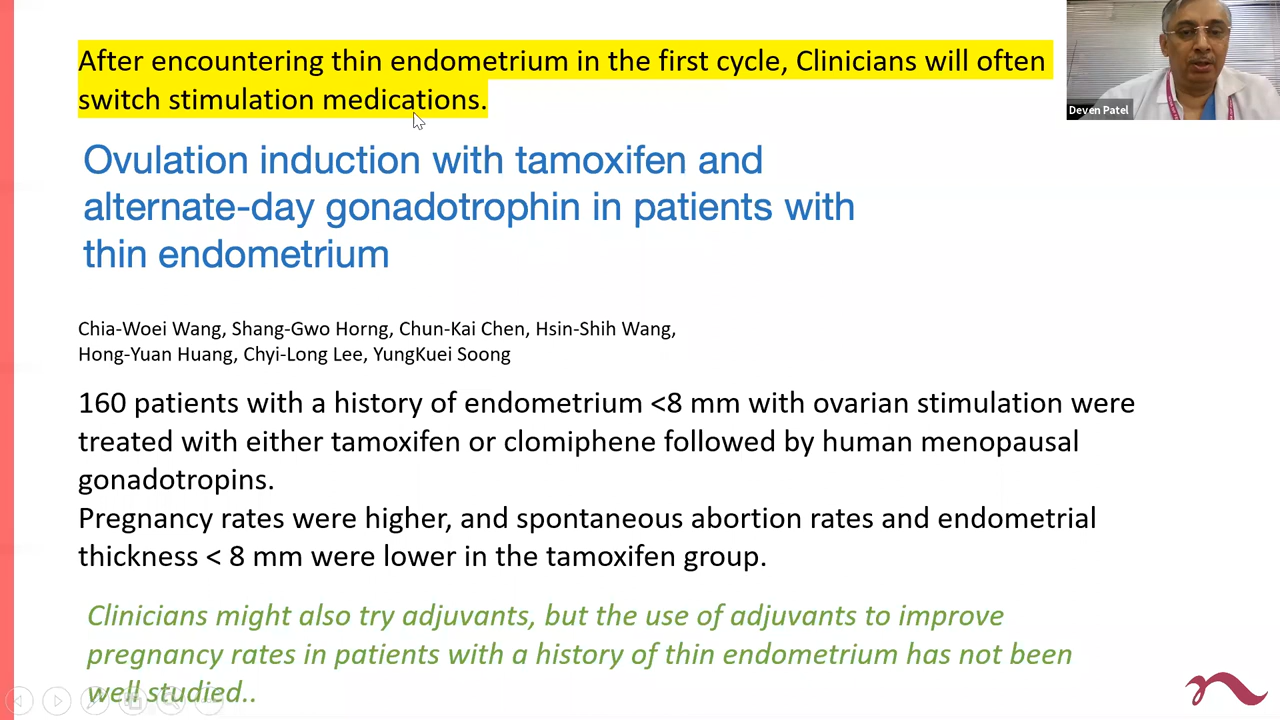 After encountering thin endometrium in the first cycle, Clinicians will often
switch stimulation medications.
Deven Patel
Ovulation induction with tamoxifen and
alternate-day gonadotrophin in patients with
thin endometrium
Chia-Woei Wang, Shang-Gwo Horng, Chun-Kai Chen, Hsin-Shih Wang,
Hong-Yuan Huang, Chyi-Long Lee, YungKuei Soong
160 patients with a history of endometrium <8 mm with ovarian stimulation were
treated with either tamoxifen or clomiphene followed by human menopausal
gonadotropins.
Pregnancy rates were higher, and spontaneous abortion rates and endometrial
thickness < 8 mm were lower in the tamoxifen group.
Clinicians might also try adjuvants, but the use of adjuvants to improve
pregnancy rates in patients with a history of thin endometrium has not been
well studied..